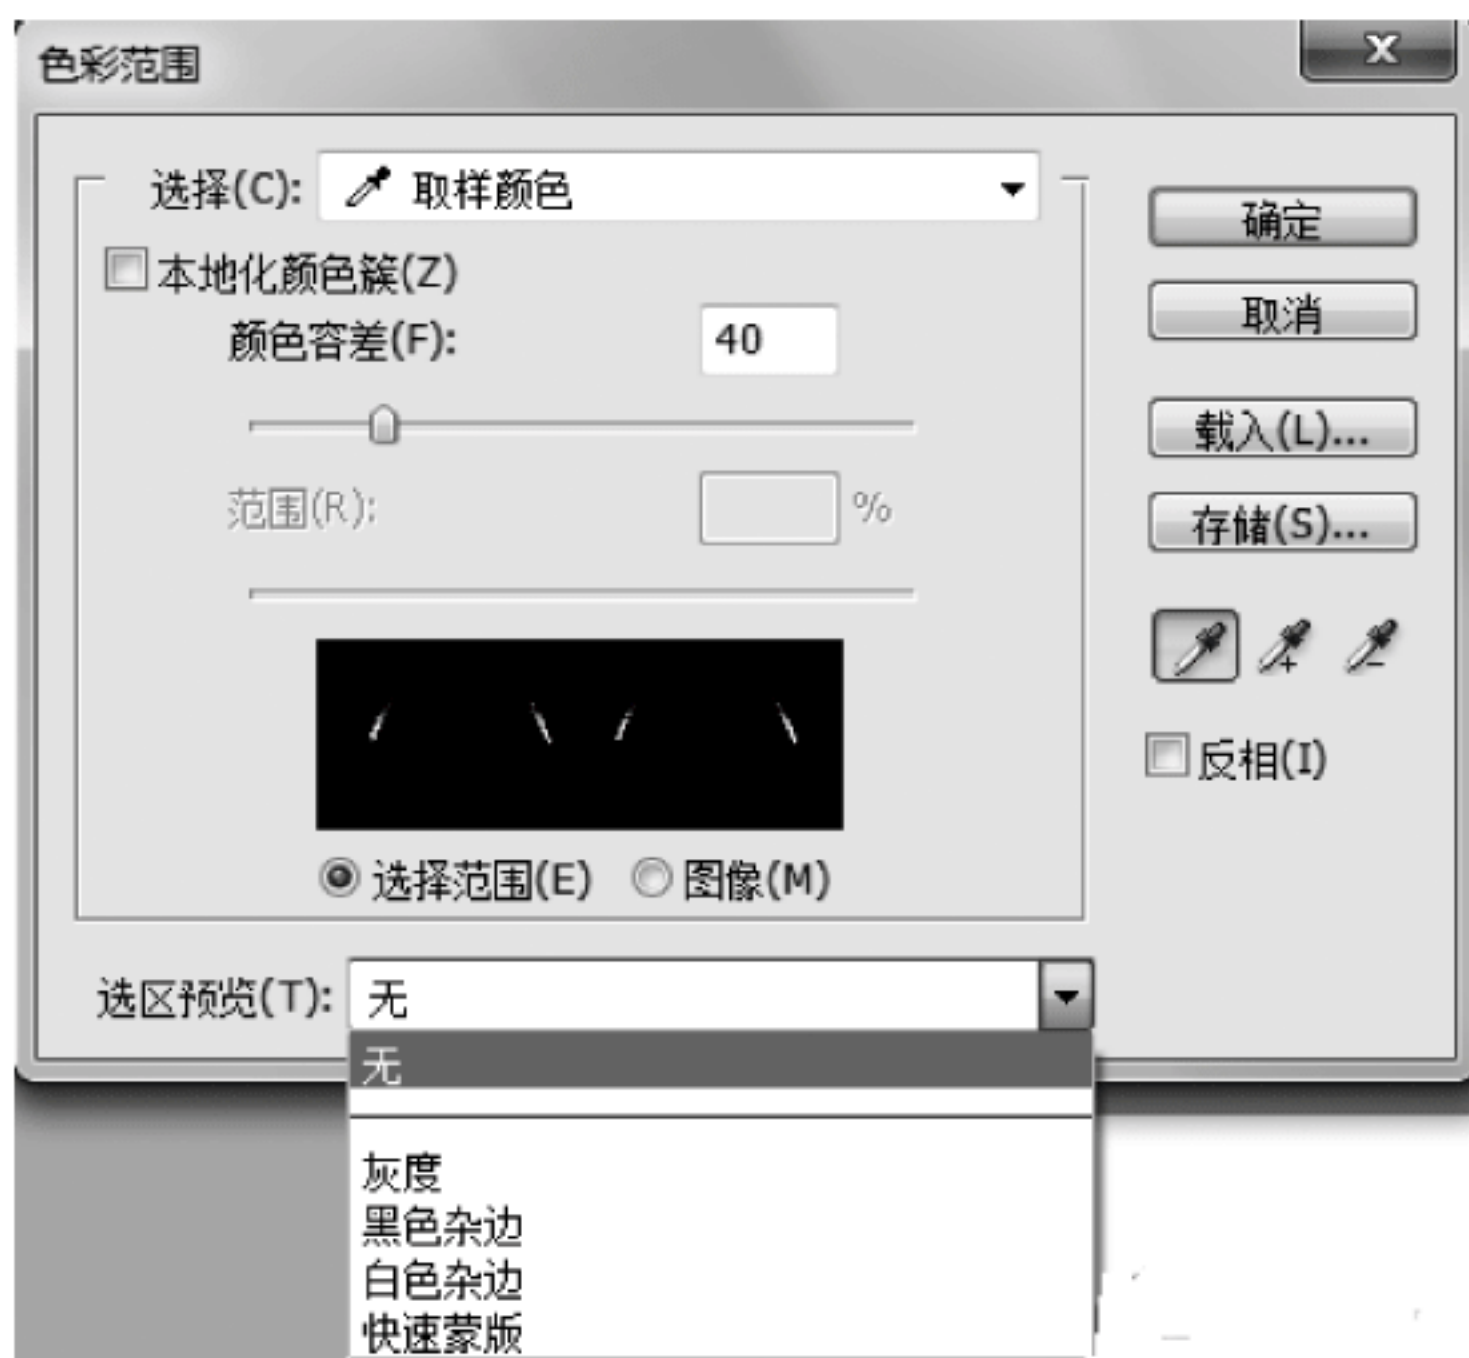 色彩范围
选择(C): 取样颜色
本地化颜色簇(Z)
颜色容差(F): 40
范围(R): %
选择范围(E) 图像(M)
选区预览(T): 无
无
灰度
黑色杂边
白色杂边
快速蒙版
确定
取消
载入(L)...
存储(S)...
反相(I)